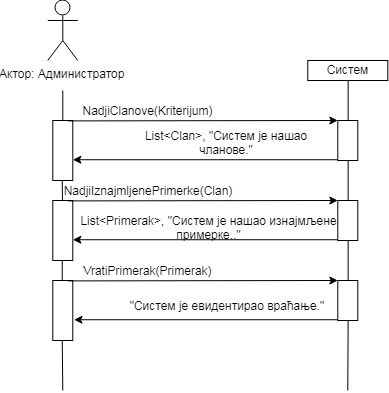 Актор: Администратор
Систем
NadjiClanove(Kriterijum)
List<Clan>, "Систем је нашао
чланове."
NadjiIznajmljenePrimerke(Clan)
List<Primerak>, "Систем је нашао изнајмљене
примерке.."
VratiPrimerak(Primerak)
"Систем је евидентирао враћање."